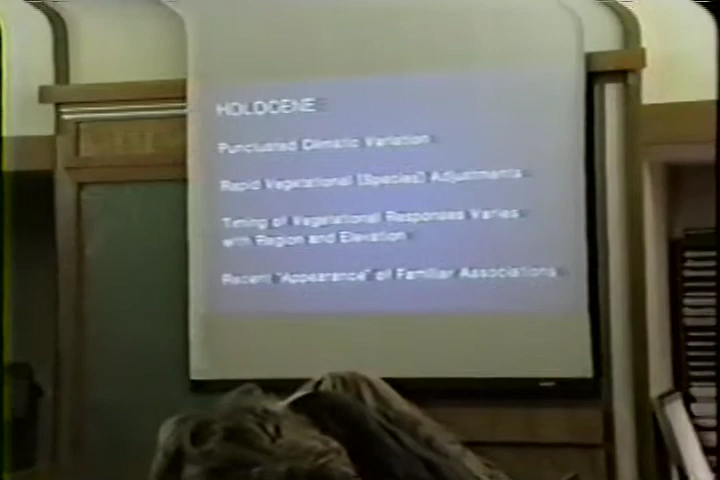 HOLOCENE
Punctuated Climatic Variation
Rapid Vegetational (Species) Adjustments
Timing of Vegetational Responses Varies
with Region and Elevation
Recent "Appearance" of Familiar Associations